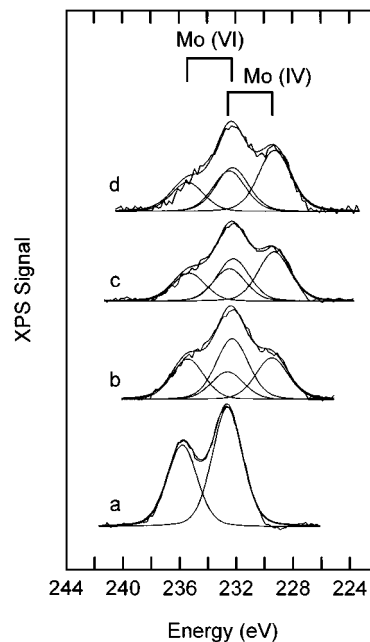 Mo (VI)
Mo (IV)
d
c
b
a
XPS Signal
244 240 236 232 228 224
Energy (eV)